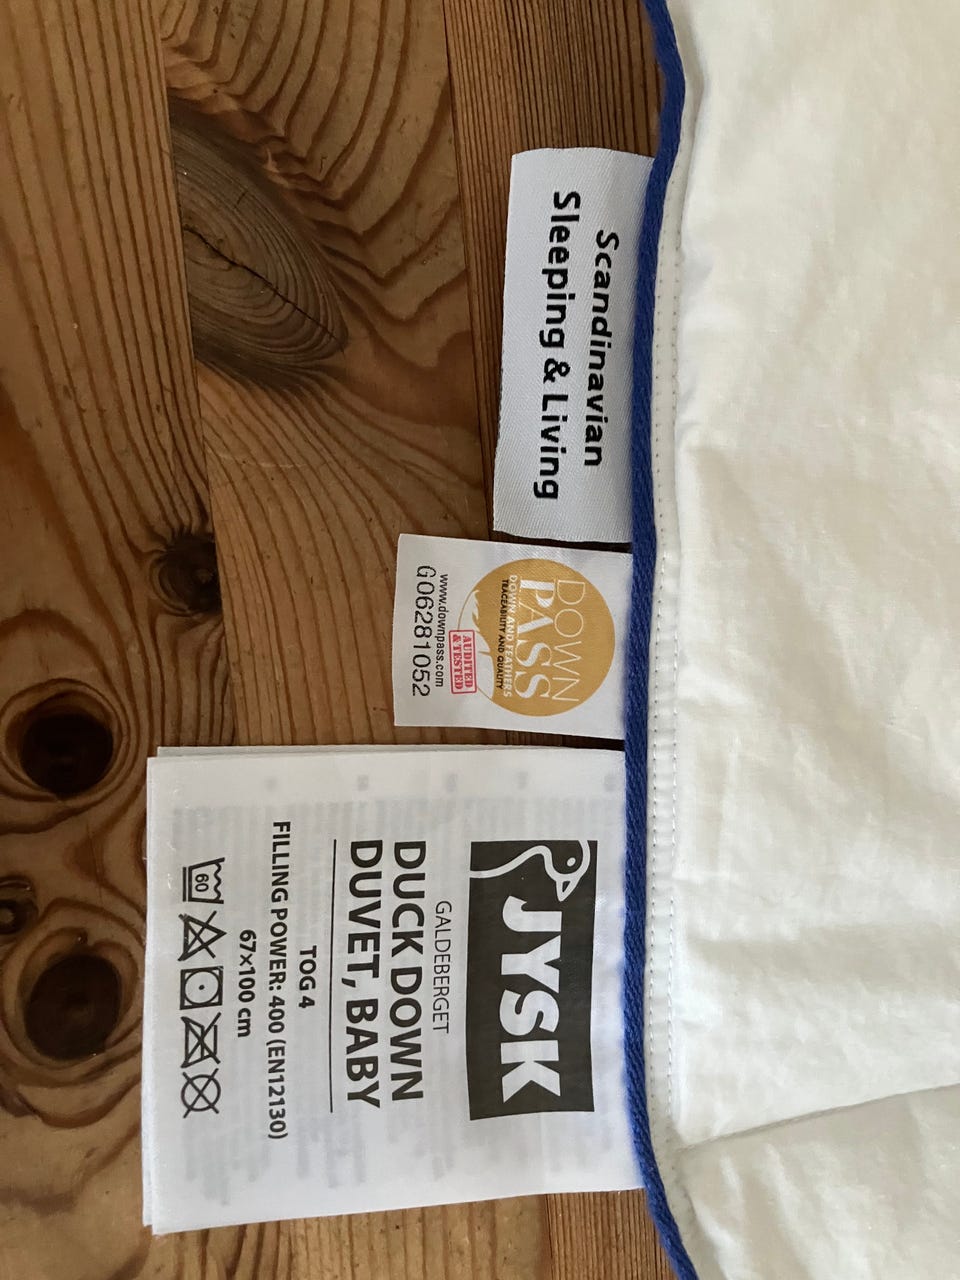 Scandinavian
Sleeping & Living
DOWN
PASS
DOWN AND FEATHERS
TRACEABILITY AND QUALITY
AUDITED
& TESTED
www.downpass.com
G06281052
JYSK
GALDEBERGET
DUCK DOWN
DUVET, BABY
TOG 4
FILLING POWER: 400 (EN12130)
67x100 cm
60